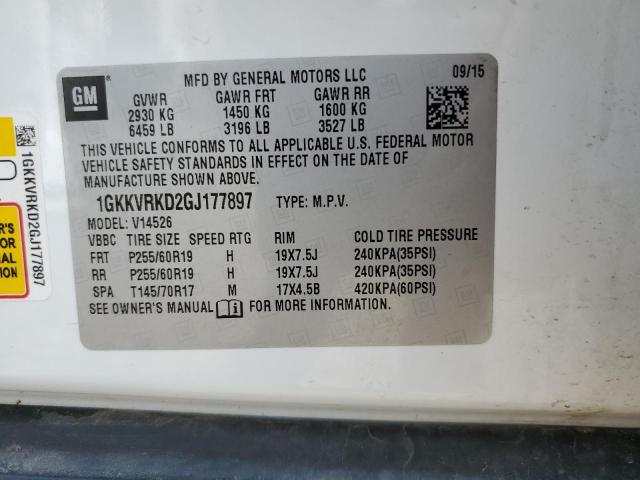 GM
®
MFD BY GENERAL MOTORS LLC 09/15
GVWR GAWR FRT GAWR RR
2930 KG 1450 KG 1600 KG
6459 LB 3196 LB 3527 LB
THIS VEHICLE CONFORMS TO ALL APPLICABLE U.S. FEDERAL MOTOR
VEHICLE SAFETY STANDARDS IN EFFECT ON THE DATE OF
MANUFACTURE SHOWN ABOVE.
1GKKVRKD2GJ177897 TYPE: M.P.V.
MODEL: V14526
VBBC TIRE SIZE SPEED RTG RIM COLD TIRE PRESSURE
FRT P255/60R19 H 19X7.5J 240KPA(35PSI)
RR P255/60R19 H 19X7.5J 240KPA(35PSI)
SPA T145/70R17 M 17X4.5B 420KPA(60PSI)
SEE OWNER'S MANUAL FOR MORE INFORMATION.
1GKKVRKD2GJ177897